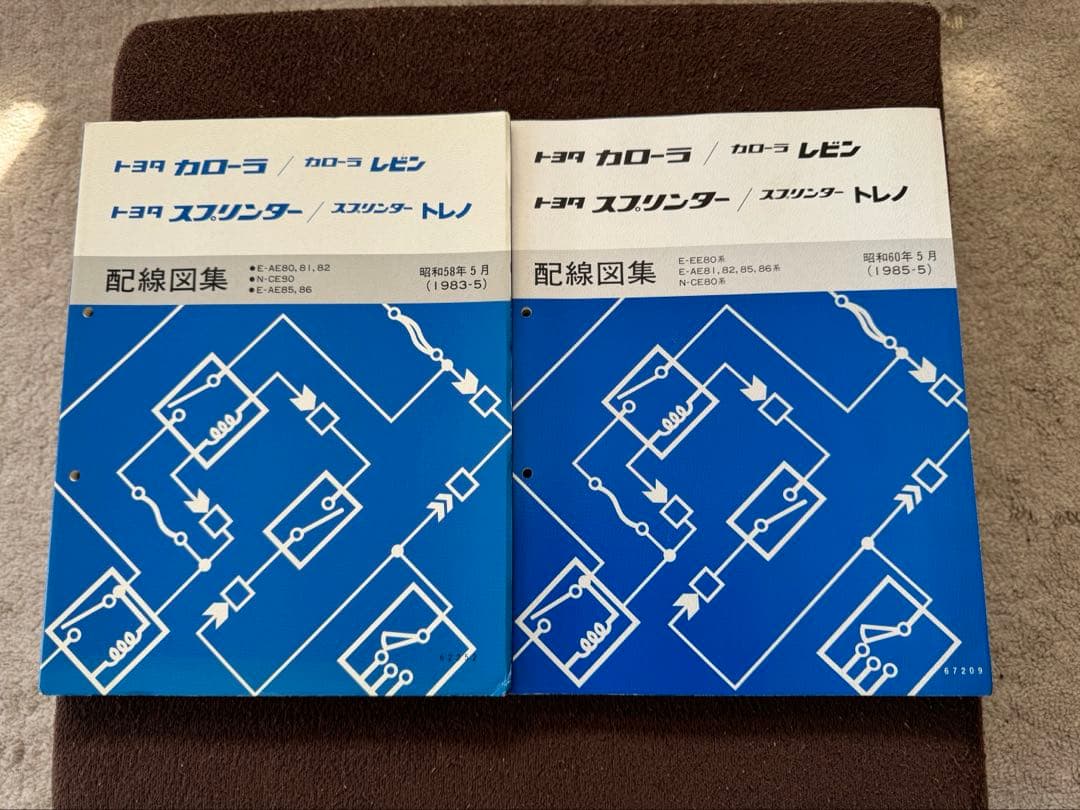 トヨタ カローラ / カローラ レビン
トヨタ スプリンター / スプリンター トレノ
配線図集
●E-AE80, 81, 82
●N-CE90
●E-AE85, 86
昭和58年5月
(1983-5)
トヨタ カローラ / カローラ レビン
トヨタ スプリンター / スプリンター トレノ
配線図集
E-EE80系
E-AE81, 82, 85, 86系
N-CE80系
昭和60年5月
(1985-5)
67209